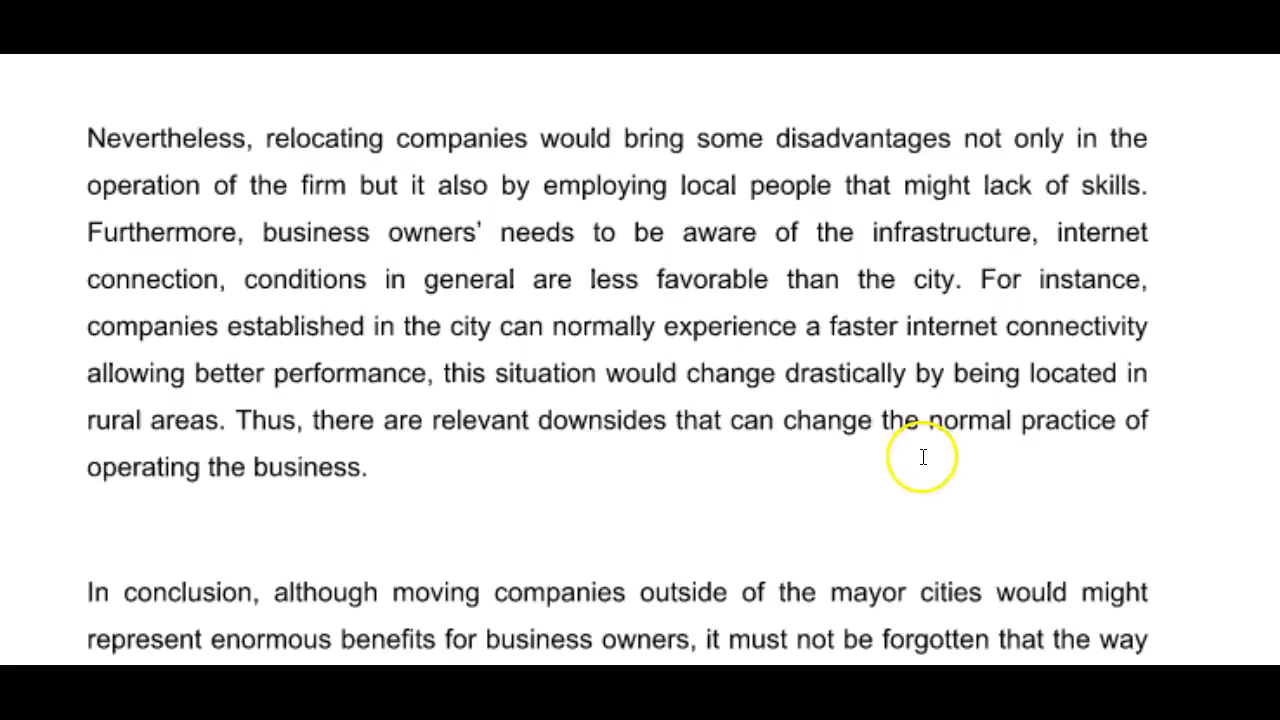 Nevertheless, relocating companies would bring some disadvantages not only in the
operation of the firm but it also by employing local people that might lack of skills.
Furthermore, business owners’ needs to be aware of the infrastructure, internet
connection, conditions in general are less favorable than the city. For instance,
companies established in the city can normally experience a faster internet connectivity
allowing better performance, this situation would change drastically by being located in
rural areas. Thus, there are relevant downsides that can change the normal practice of
operating the business.
In conclusion, although moving companies outside of the mayor cities would might
represent enormous benefits for business owners, it must not be forgotten that the way